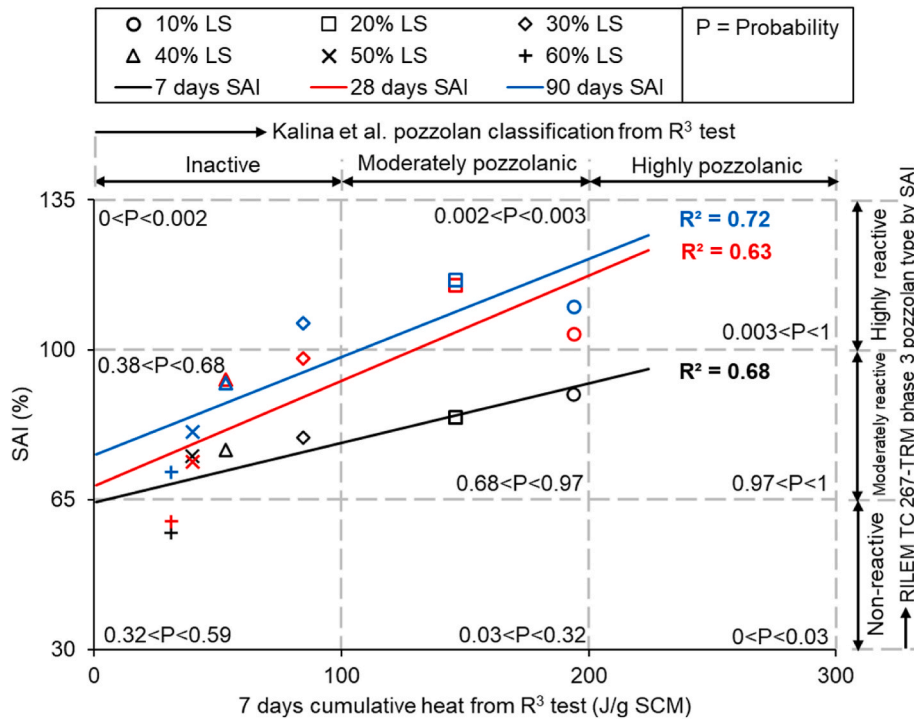 10% LS 20% LS 30% LS P = Probability
40% LS 50% LS 60% LS
7 days SAI 28 days SAI 90 days SAI
Kalina et al. pozzolan classification from R³ test
Inactive Moderately pozzolanic Highly pozzolanic
135
0<P<0.002 0.002<P<0.003 R² = 0.72
R² = 0.63
0.003<P<1
100
0.38<P<0.68
R² = 0.68
0.68<P<0.97 0.97<P<1
65
0.32<P<0.59 0.03<P<0.32 0<P<0.03
30
0 100 200 300
7 days cumulative heat from R³ test (J/g SCM)
SAI (%)
Highly reactive
Moderately reactive
Non-reactive
RILEM TC 267-TRM phase 3 pozzolan type by SAI